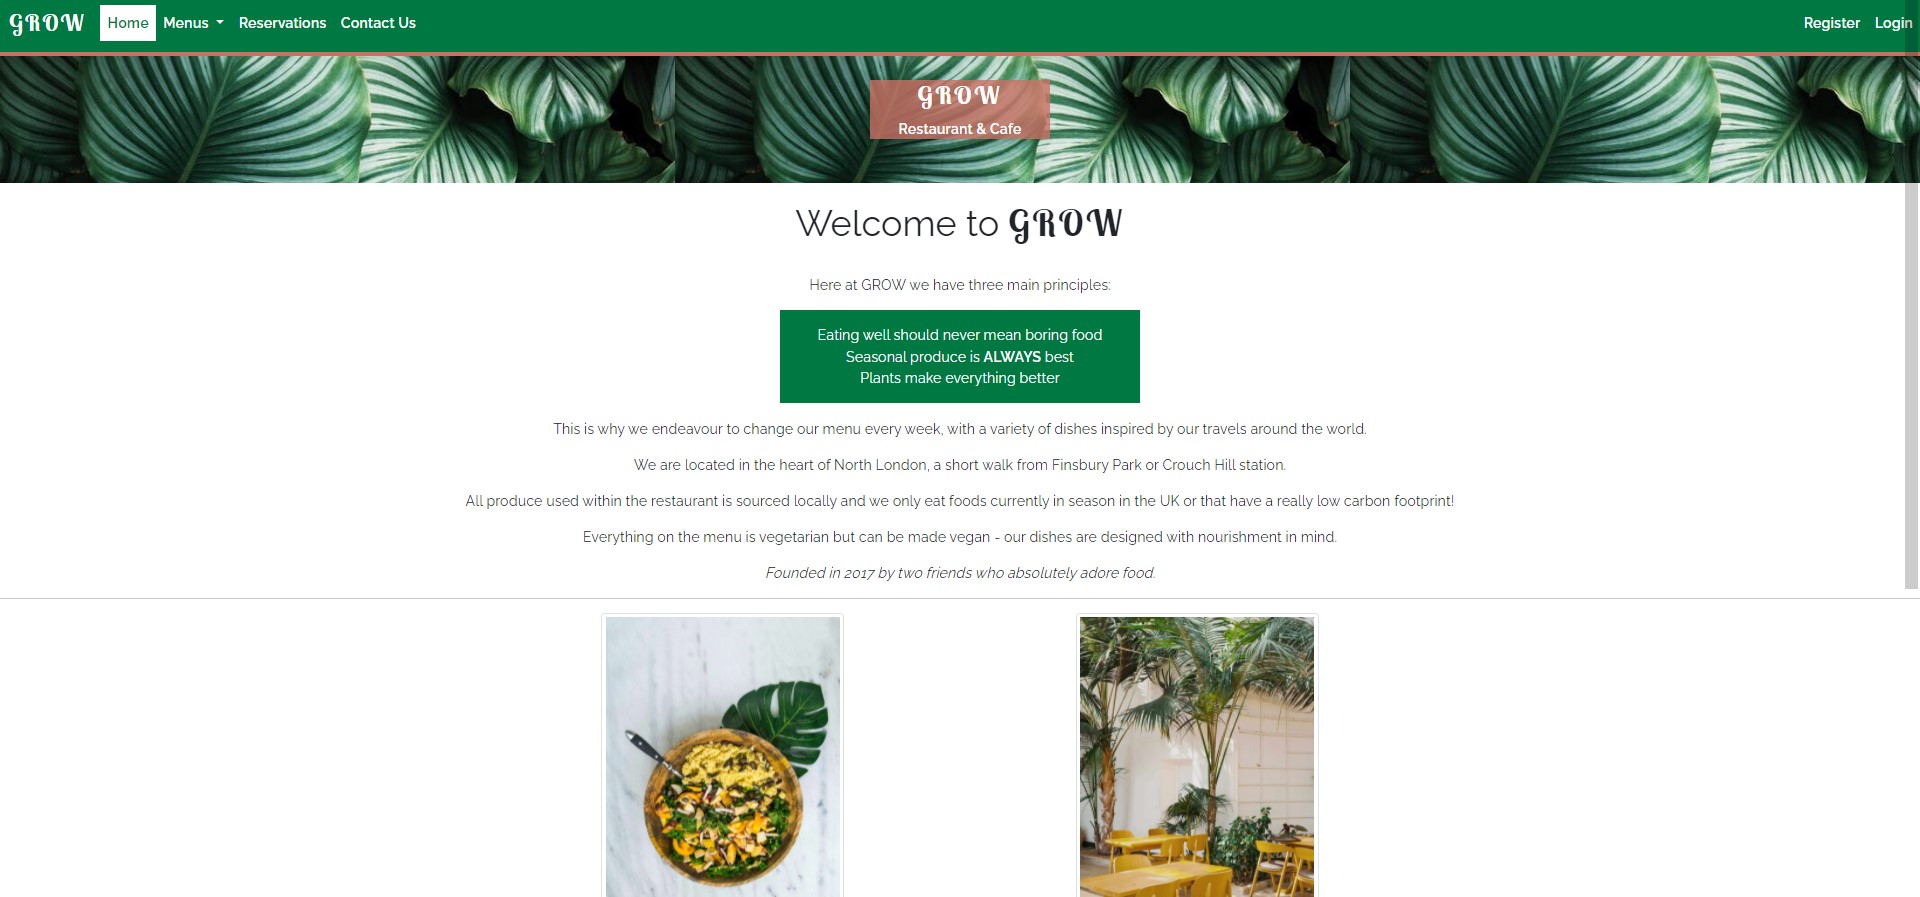 GROW Home Menus Reservations Contact Us Register Login
GROW
Restaurant & Cafe
Welcome to GROW
Here at GROW we have three main principles:
Eating well should never mean boring food
Seasonal produce is ALWAYS best
Plants make everything better
This is why we endeavour to change our menu every week, with a variety of dishes inspired by our travels around the world.
We are located in the heart of North London, a short walk from Finsbury Park or Crouch Hill station.
All produce used within the restaurant is sourced locally and we only eat foods currently in season in the UK or that have a really low carbon footprint!
Everything on the menu is vegetarian but can be made vegan - our dishes are designed with nourishment in mind.
Founded in 2017 by two friends who absolutely adore food.